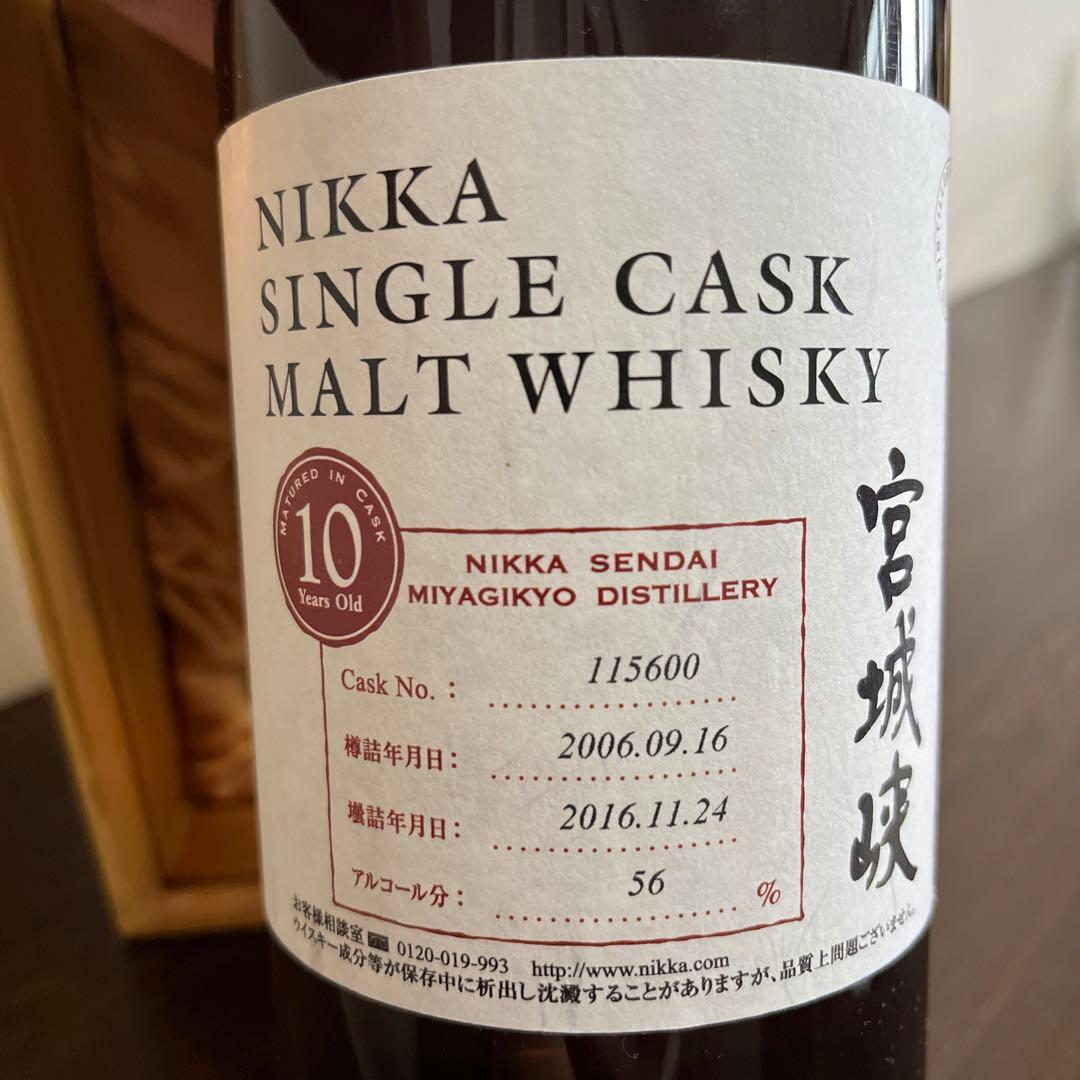 NIKKA
SINGLE CASK
MALT WHISKY
MATURED IN CASK
10
Years Old
NIKKA SENDAI
MIYAGIKYO DISTILLERY
Cask No. : 115600
樽詰年月日: 2006.09.16
壜詰年月日: 2016.11.24
アルコール分: 56 %
宮城峡
お客様相談室 0120-019-993 http://www.nikka.com
ウイスキー成分等が保存中に析出し沈澱することがありますが、品質上問題ございません。